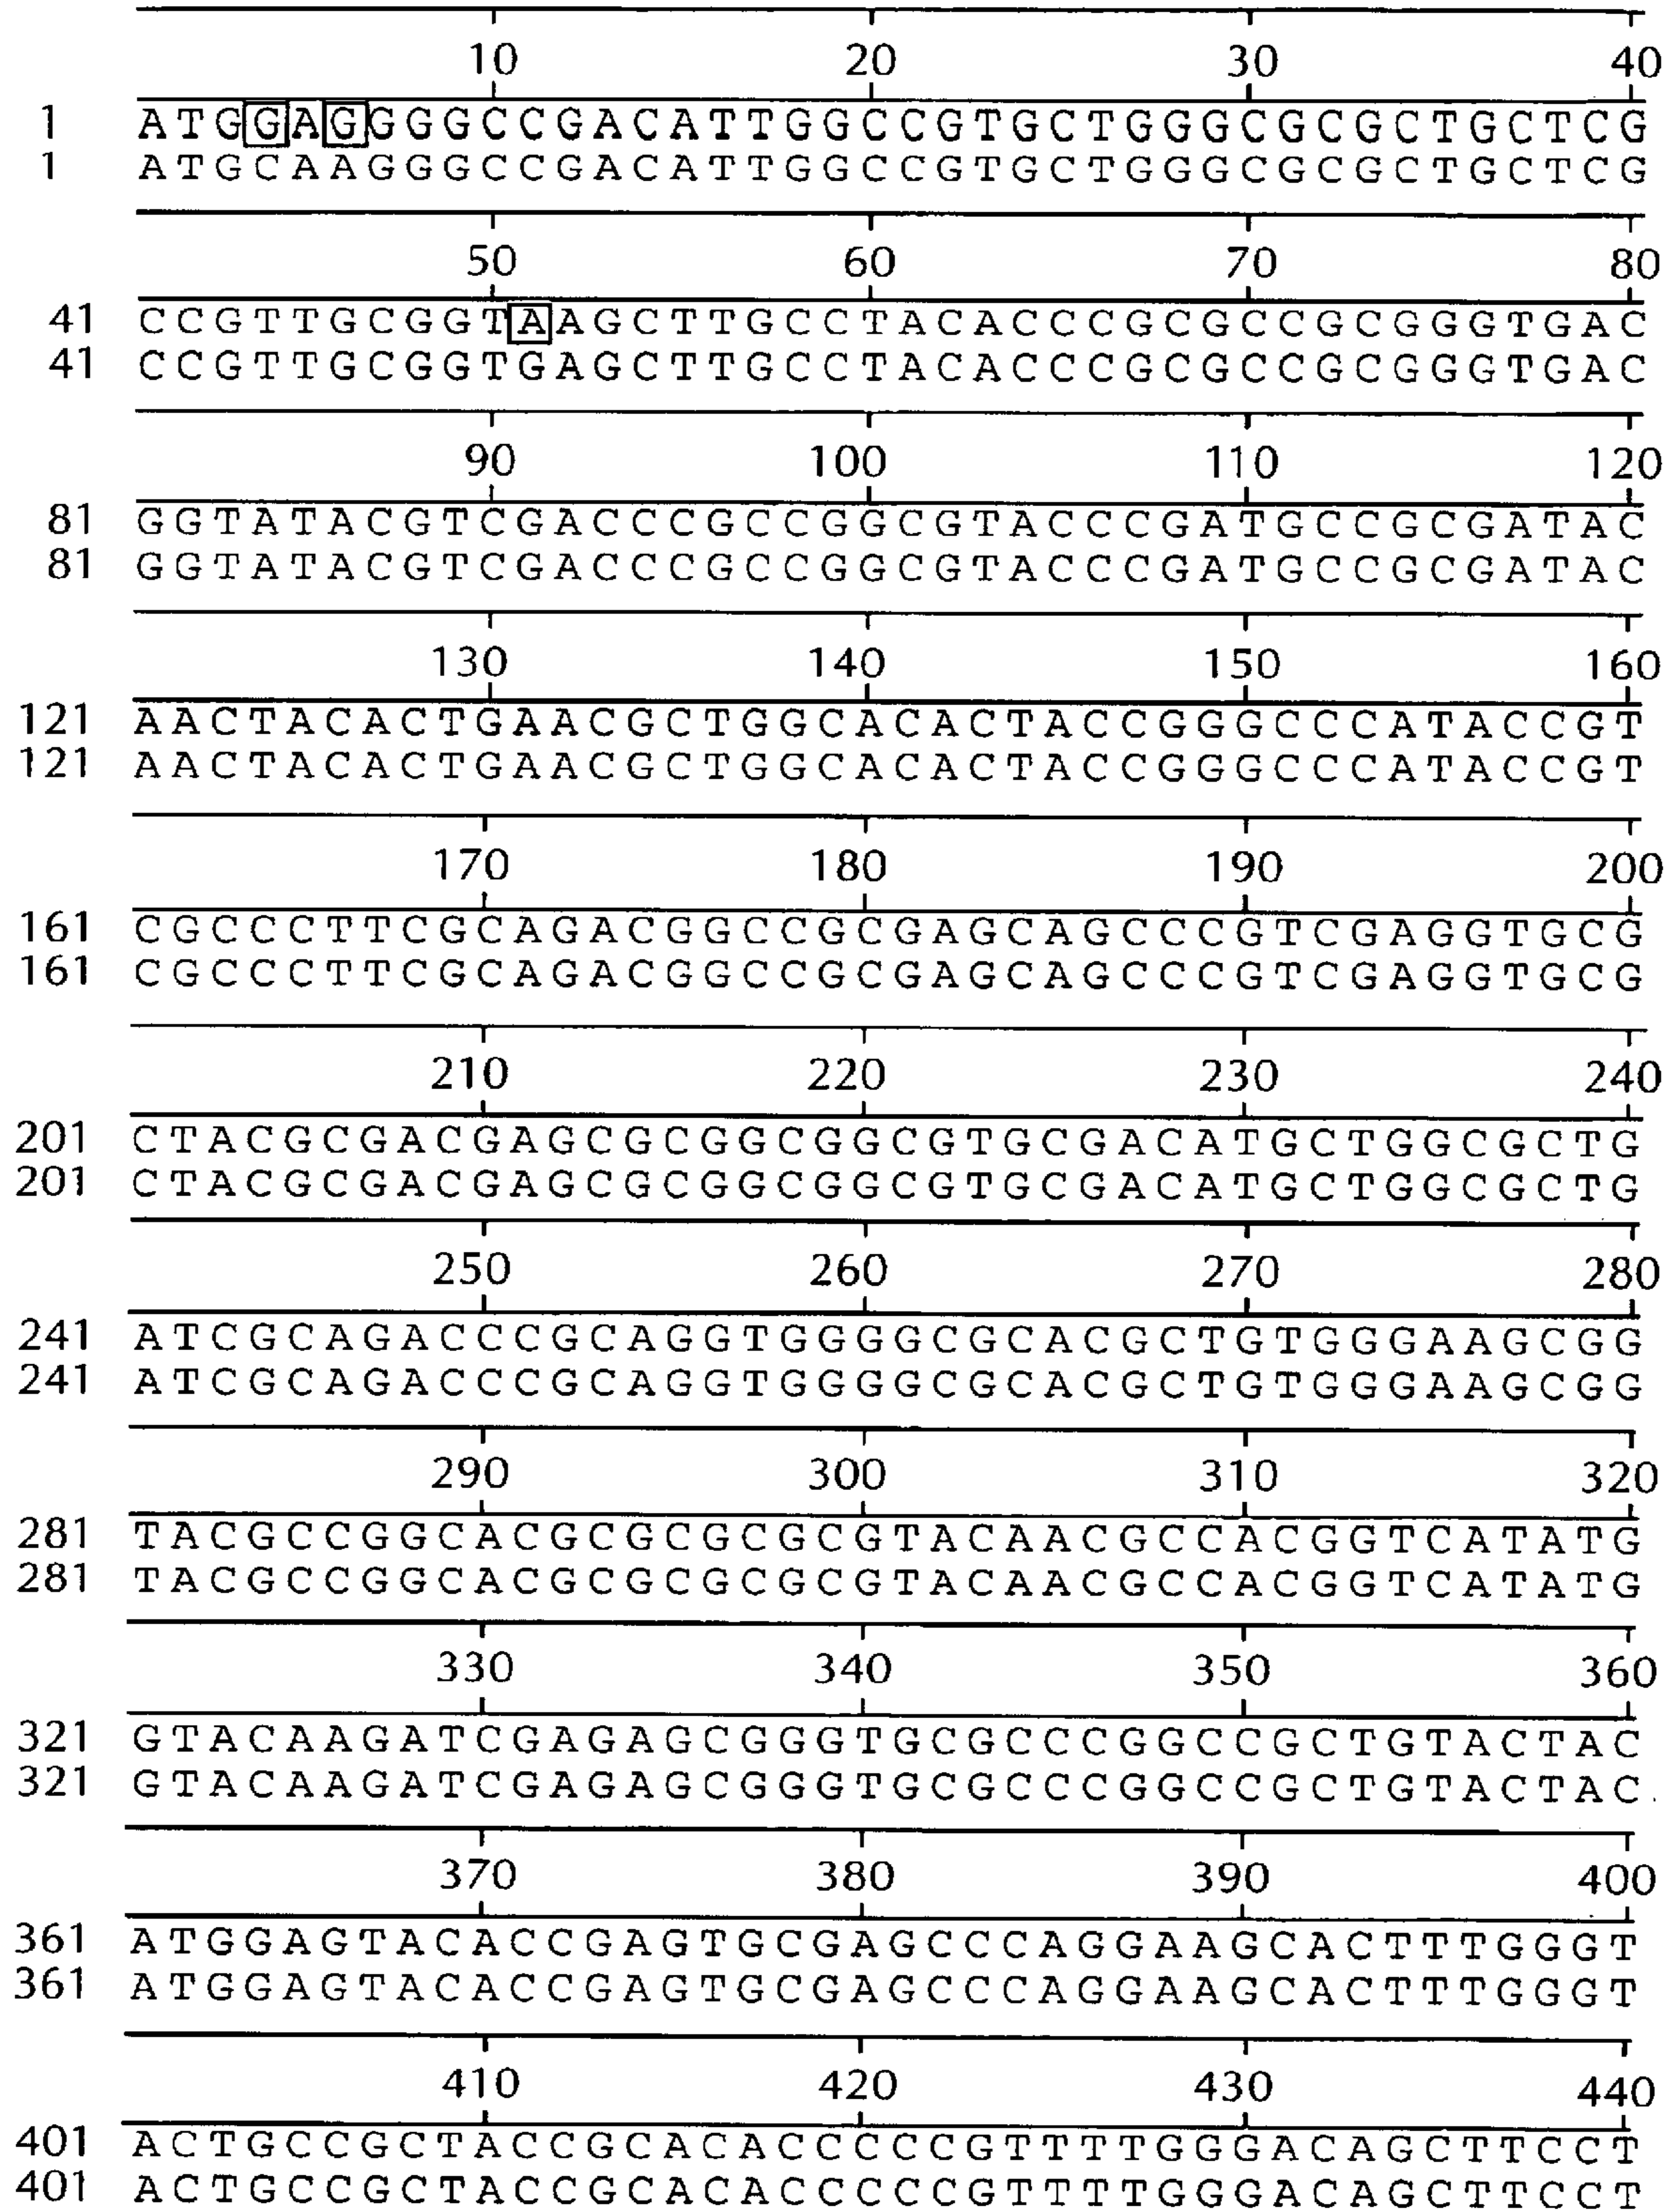 10 20 30 40
1 ATGGAGGGGCCGACATTGGCCGTGCTGGGCGCGCTGCTCG
1 ATGCAAGGGCCGACATTGGCCGTGCTGGGCGCGCTGCTCG
50 60 70 80
41 CCGTTGCGGTAAGCTTGCCTACACCCGCGCCGCGGGTGAC
41 CCGTTGCGGTGAGCTTGCCTACACCCGCGCCGCGGGTGAC
90 100 110 120
81 GGTATACGTCGACCCGCCGGCGTACCCGATGCCGCGATAC
81 GGTATACGTCGACCCGCCGGCGTACCCGATGCCGCGATAC
130 140 150 160
121 AACTACACTGAACGCTGGCACACTACCGGGCCCATACCGT
121 AACTACACTGAACGCTGGCACACTACCGGGCCCATACCGT
170 180 190 200
161 CGCCCTTCGCAGACGGCCGCGAGCAGCCCGTCGAGGTGCG
161 CGCCCTTCGCAGACGGCCGCGAGCAGCCCGTCGAGGTGCG
210 220 230 240
201 CTACGCGACGAGCGCGGCGGCGTGCGACATGCTGGCGCTG
201 CTACGCGACGAGCGCGGCGGCGTGCGACATGCTGGCGCTG
250 260 270 280
241 ATCGCAGACCCGCAGGTGGGGCGCACGCTGTGGGAAGCGG
241 ATCGCAGACCCGCAGGTGGGGCGCACGCTGTGGGAAGCGG
290 300 310 320
281 TACGCCGGCACGCGCGCGCGTACAACGCCACGGTCATATG
281 TACGCCGGCACGCGCGCGCGTACAACGCCACGGTCATATG
330 340 350 360
321 GTACAAGATCGAGAGCGGGTGCGCCCGGCCGCTGTACTAC
321 GTACAAGATCGAGAGCGGGTGCGCCCGGCCGCTGTACTAC
370 380 390 400
361 ATGGAGTACACCGAGTGCGAGCCCAGGAAGCACTTTGGGT
361 ATGGAGTACACCGAGTGCGAGCCCAGGAAGCACTTTGGGT
410 420 430 440
401 ACTGCCGCTACCGCACACCCCCGTTTTGGGACAGCTTCCT
401 ACTGCCGCTACCGCACACCCCCGTTTTGGGACAGCTTCCT